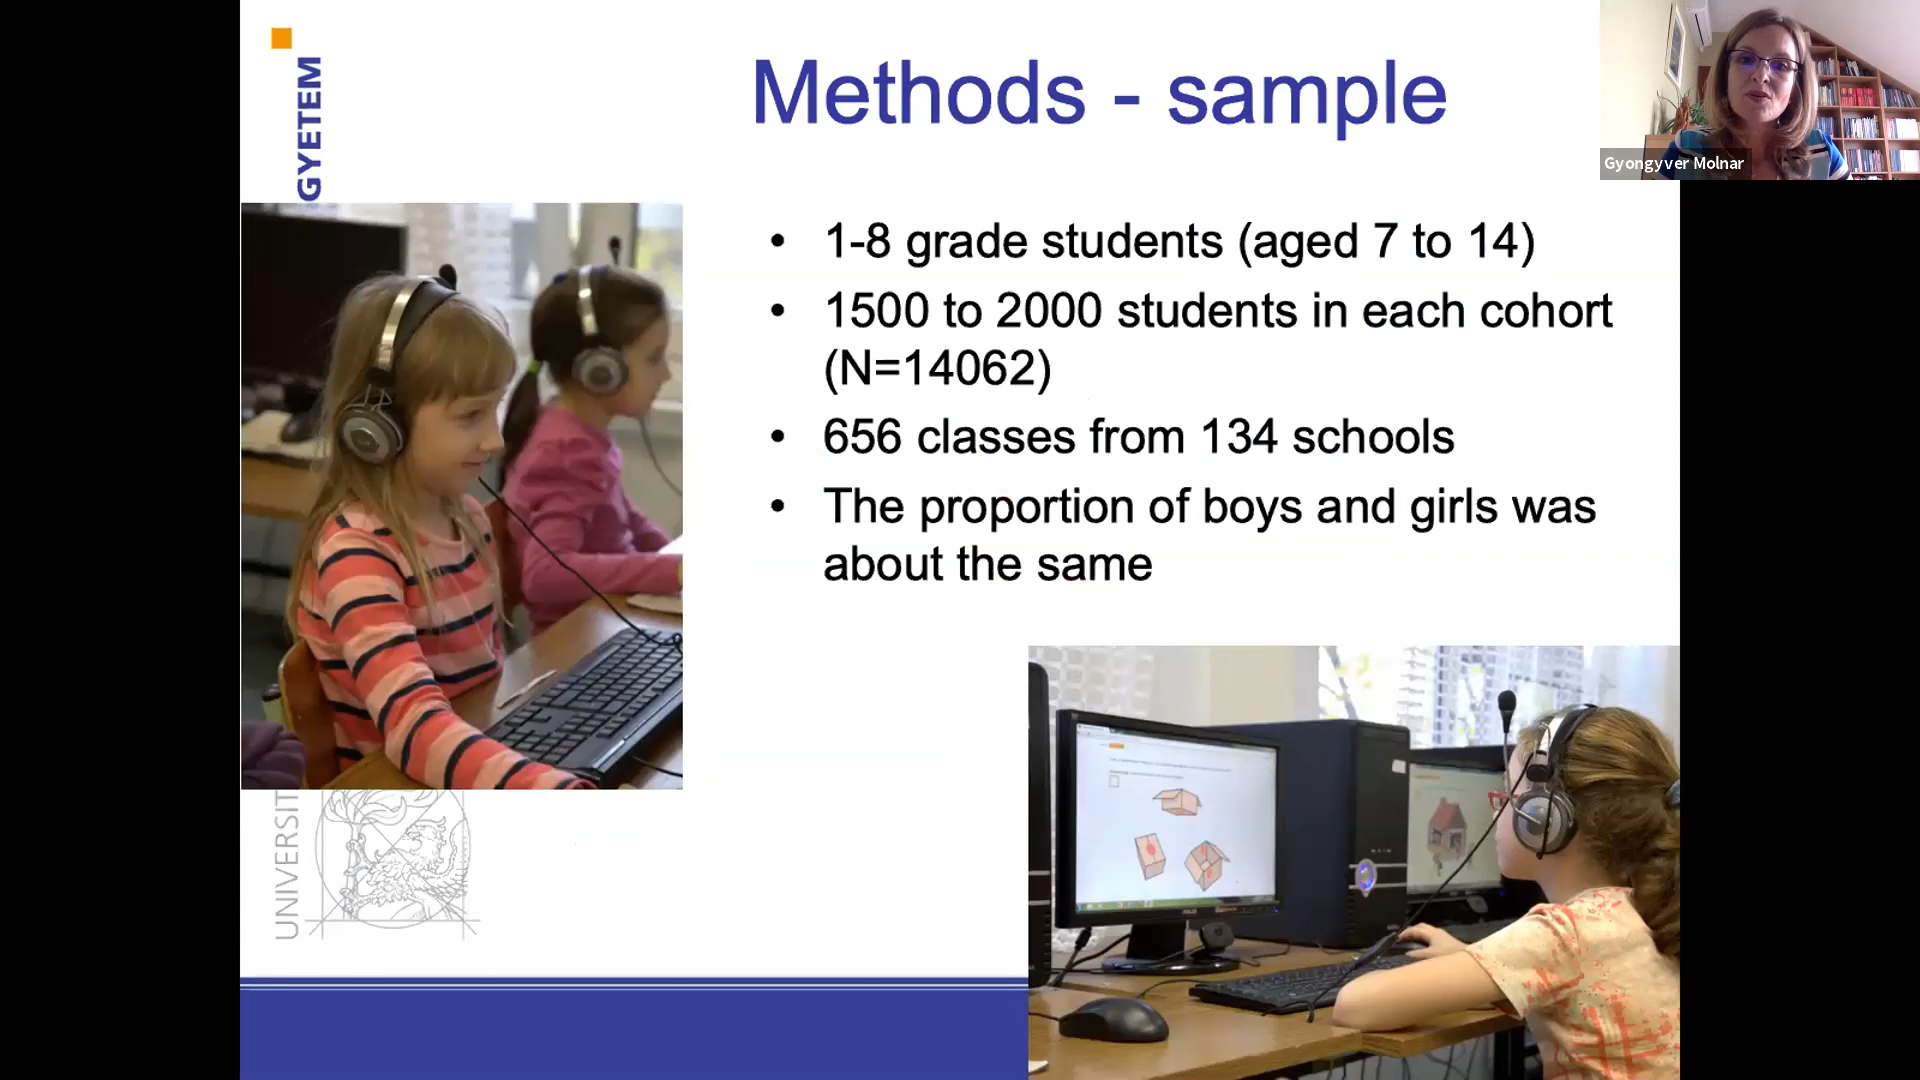 GYETEM
Methods - sample
Gyongyver Molnar
• 1-8 grade students (aged 7 to 14)
• 1500 to 2000 students in each cohort
(N=14062)
• 656 classes from 134 schools
• The proportion of boys and girls was
about the same
UNIVERSIT